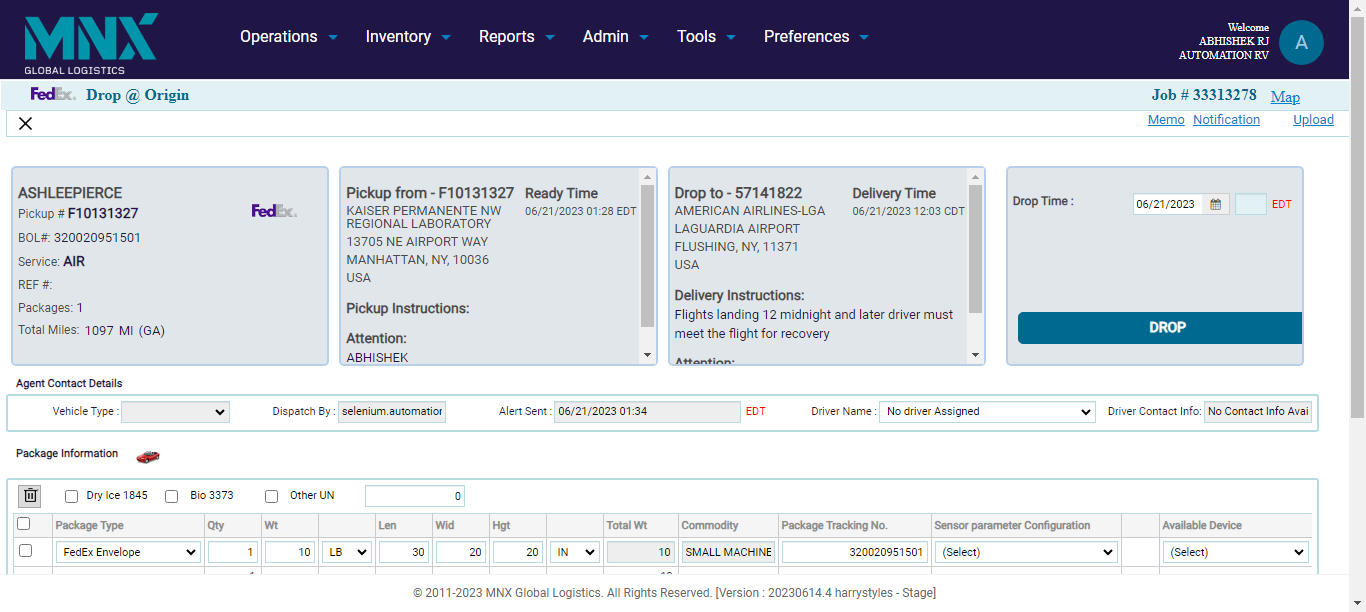 MNX
GLOBAL LOGISTICS
Operations Inventory Reports Admin Tools Preferences
Welcome
ABHISHEK RJ
AUTOMATION RV
A
FedEx. Drop @ Origin
Job # 33313278 Map
Memo Notification Upload
ASHLEEPIERCE
Pickup # F10131327
FedEx.
BOL#: 320020951501
Service: AIR
REF #:
Packages: 1
Total Miles: 1097 MI (GA)
Pickup from - F10131327 Ready Time
KAISER PERMANENTE NW 06/21/2023 01:28 EDT
REGIONAL LABORATORY
13705 NE AIRPORT WAY
MANHATTAN, NY, 10036
USA
Pickup Instructions:
Attention:
ABHISHEK
Drop to - 57141822 Delivery Time
AMERICAN AIRLINES-LGA 06/21/2023 12:03 CDT
LAGUARDIA AIRPORT
FLUSHING, NY, 11371
USA
Delivery Instructions:
Flights landing 12 midnight and later driver must
meet the flight for recovery
Attention:
Drop Time : 06/21/2023 EDT
DROP
Agent Contact Details
Vehicle Type : Dispatch By : selenium.automation Alert Sent : 06/21/2023 01:34 EDT Driver Name : No driver Assigned Driver Contact Info: No Contact Info Avai
Package Information
Dry Ice 1845 Bio 3373 Other UN 0
Package Type Qty Wt Len Wid Hgt Total Wt Commodity Package Tracking No. Sensor parameter Configuration Available Device
FedEx Envelope 1 10 LB 30 20 20 IN 10 SMALL MACHINE 320020951501 (Select) (Select)
© 2011-2023 MNX Global Logistics. All Rights Reserved. [Version : 20230614.4 harrystyles - Stage]